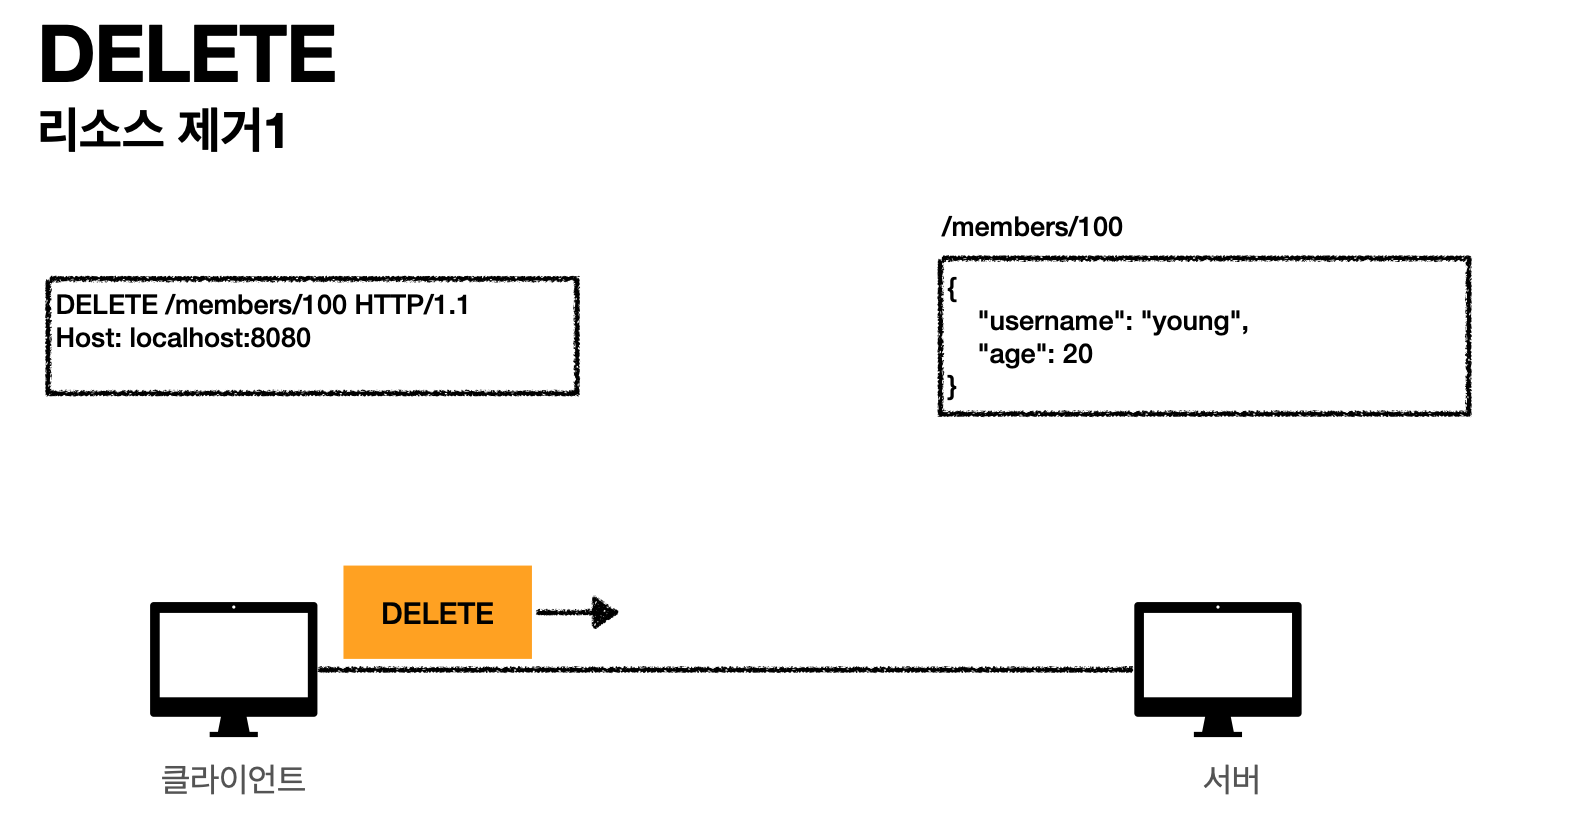 DELETE
리소스 제거1
/members/100
DELETE /members/100 HTTP/1.1
Host: localhost:8080
{
"username": "young",
"age": 20
}
DELETE
클라이언트
서버